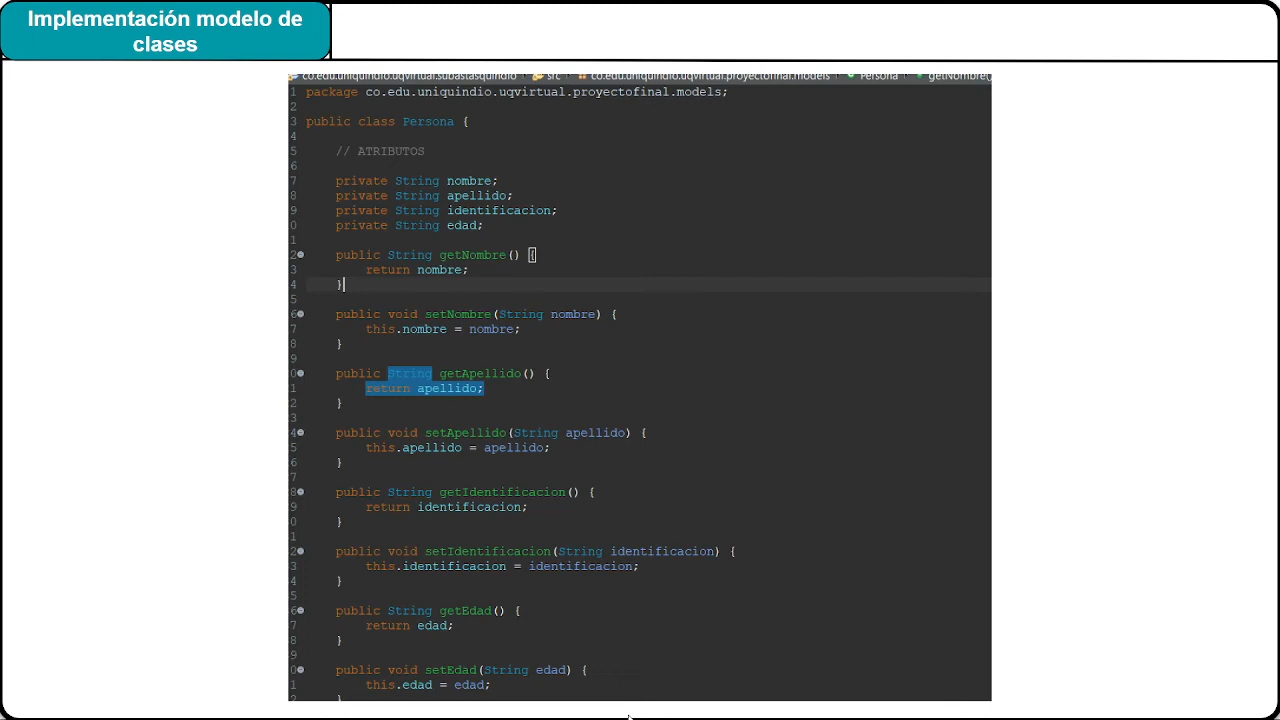 Implementación modelo de
clases
co.edu.uniquindio.uqvirtual.subastasquindio src co.edu.uniquindio.uqvirtual.proyectofinal.models Persona getNombre(
1 package co.edu.uniquindio.uqvirtual.proyectofinal.models;
2
3 public class Persona {
4
5 // ATRIBUTOS
6
7 private String nombre;
8 private String apellido;
9 private String identificacion;
0 private String edad;
1
2 public String getNombre() {
3 return nombre;
4 }
5
6 public void setNombre(String nombre) {
7 this.nombre = nombre;
8 }
9
0 public String getApellido() {
1 return apellido;
2 }
3
4 public void setApellido(String apellido) {
5 this.apellido = apellido;
6 }
7
8 public String getIdentificacion() {
9 return identificacion;
0 }
1
2 public void setIdentificacion(String identificacion) {
3 this.identificacion = identificacion;
4 }
5
6 public String getEdad() {
7 return edad;
8 }
9
0 public void setEdad(String edad) {
1 this.edad = edad;
2 }